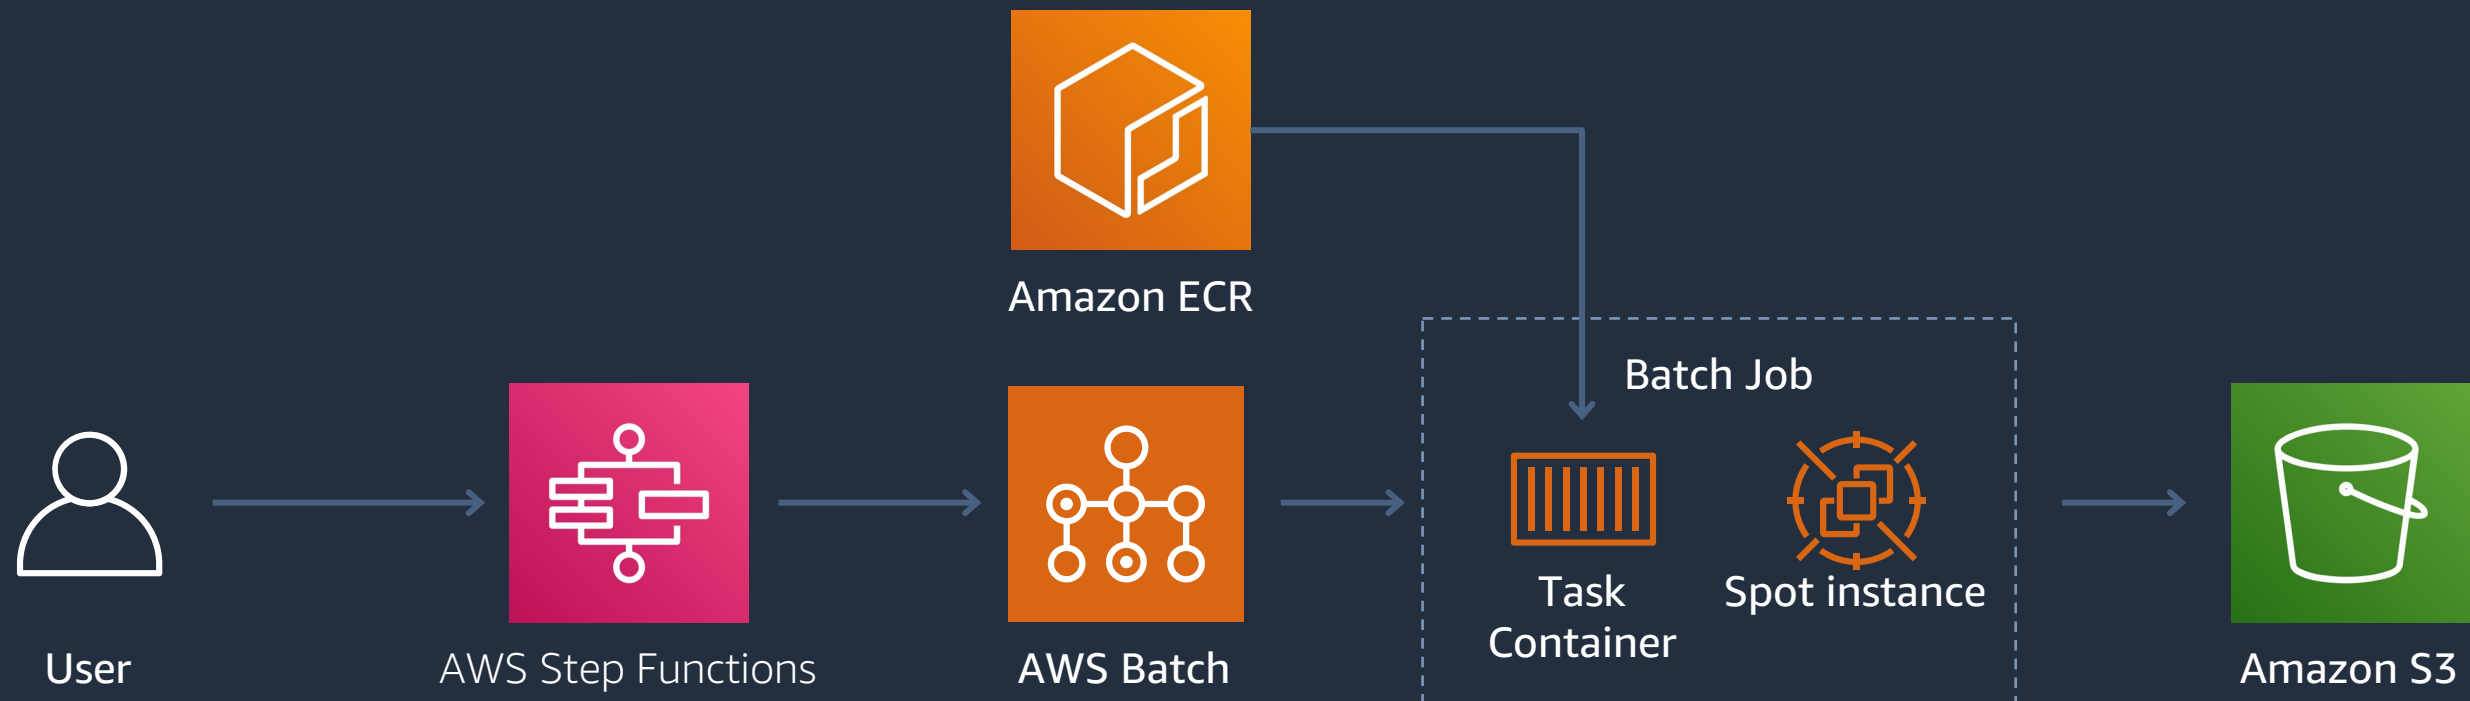 Amazon ECR
Batch Job
Task
Container
Spot instance
User
AWS Step Functions
AWS Batch
Amazon S3